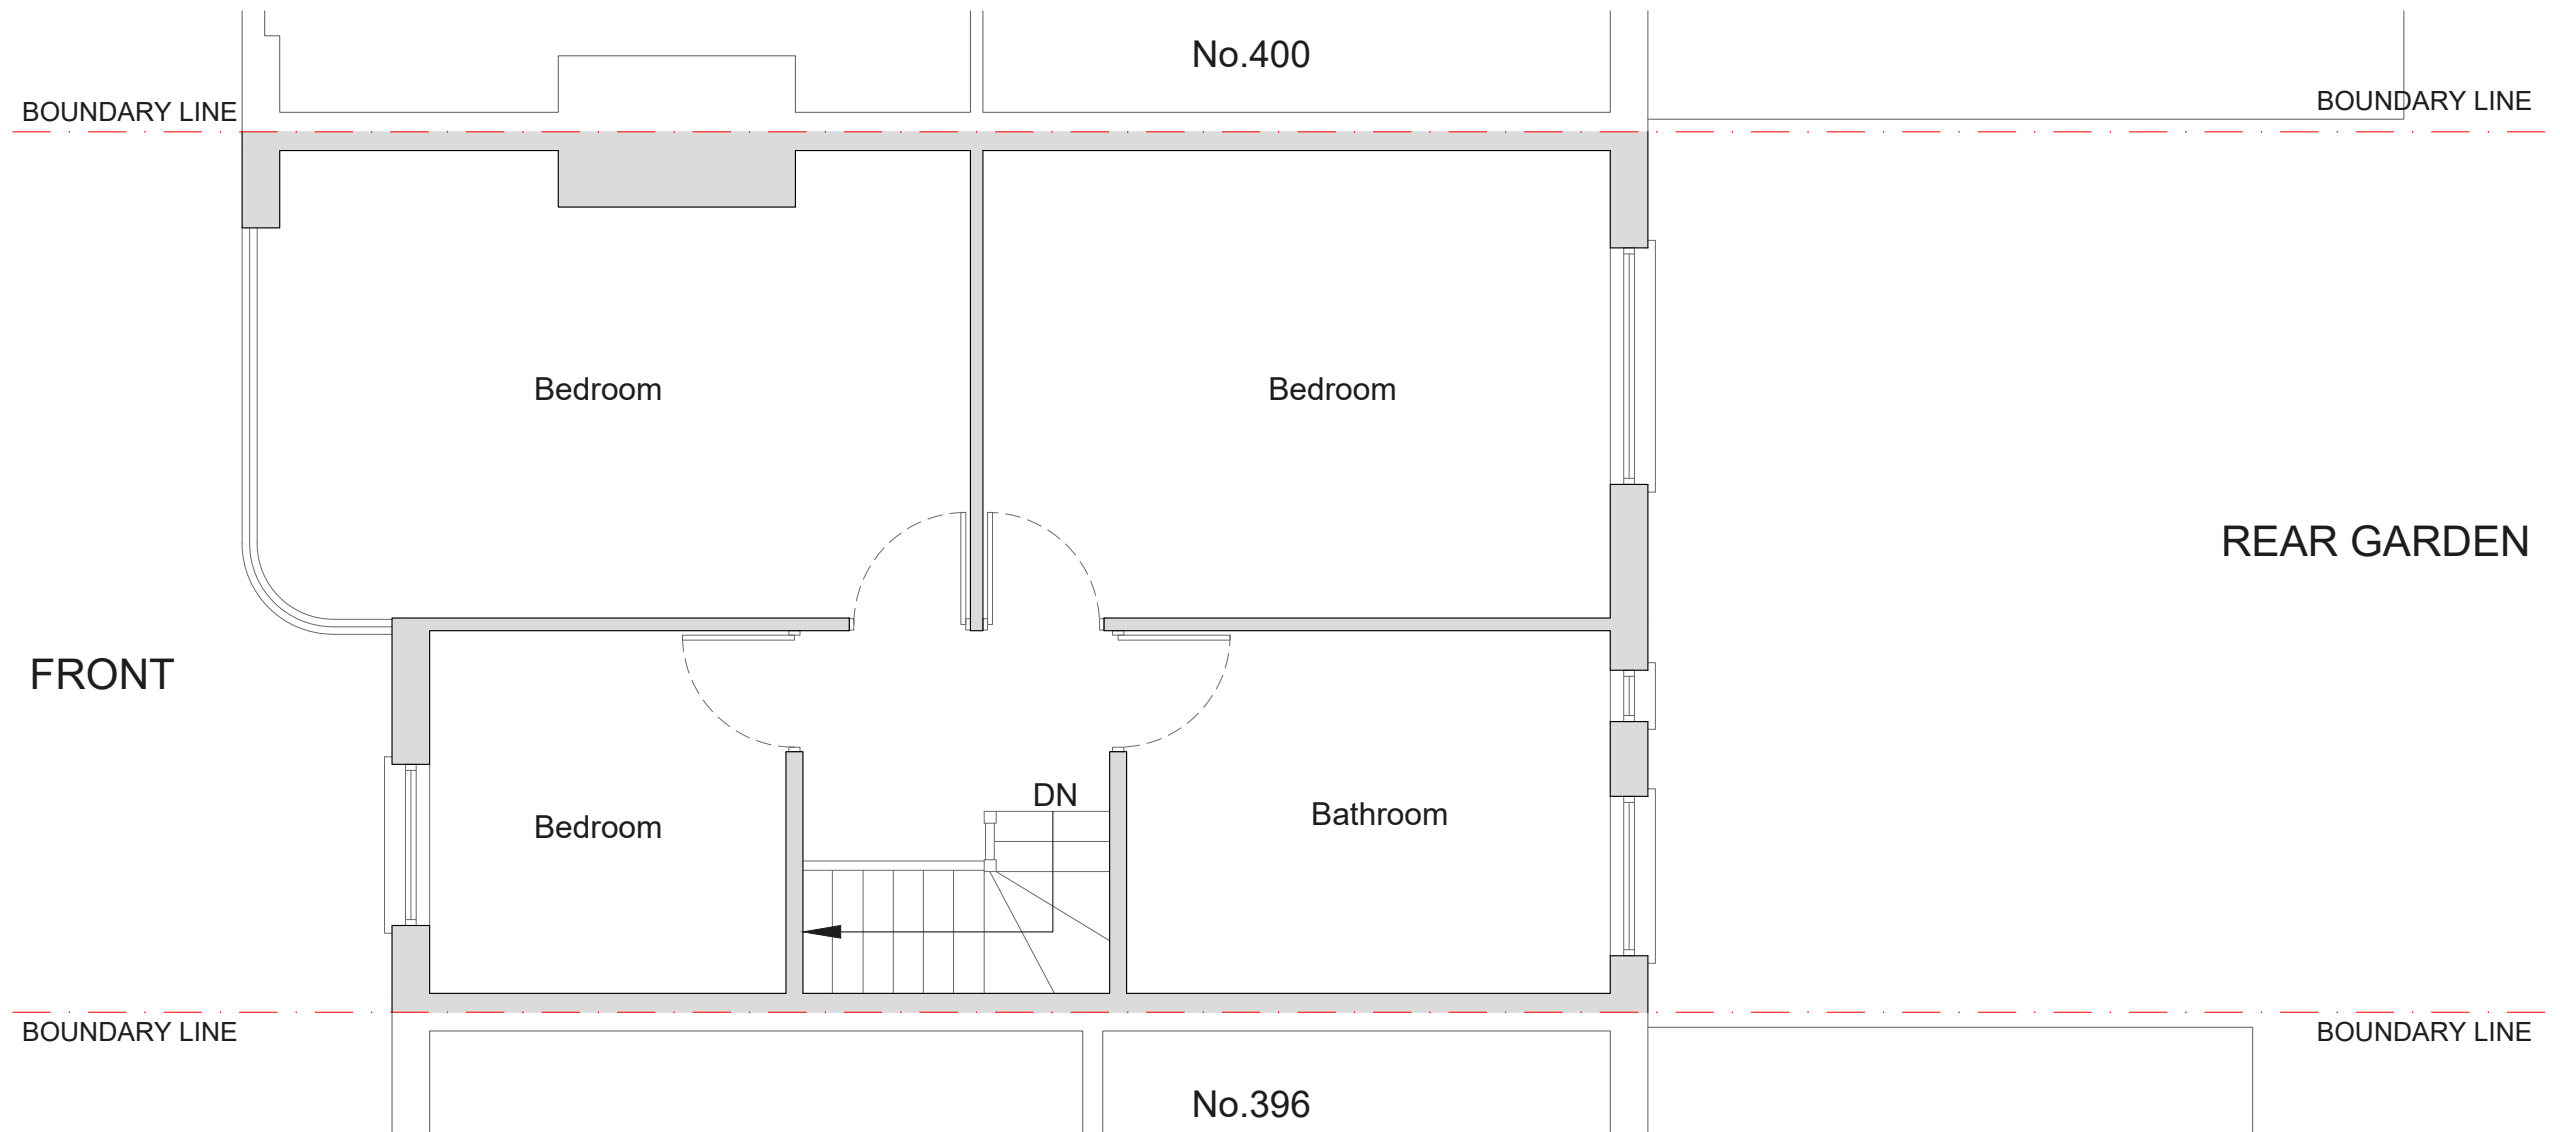 No.400
BOUNDARY LINE
BOUNDARY LINE
Bedroom
Bedroom
REAR GARDEN
FRONT
DN
Bedroom
Bathroom
BOUNDARY LINE
BOUNDARY LINE
No.396